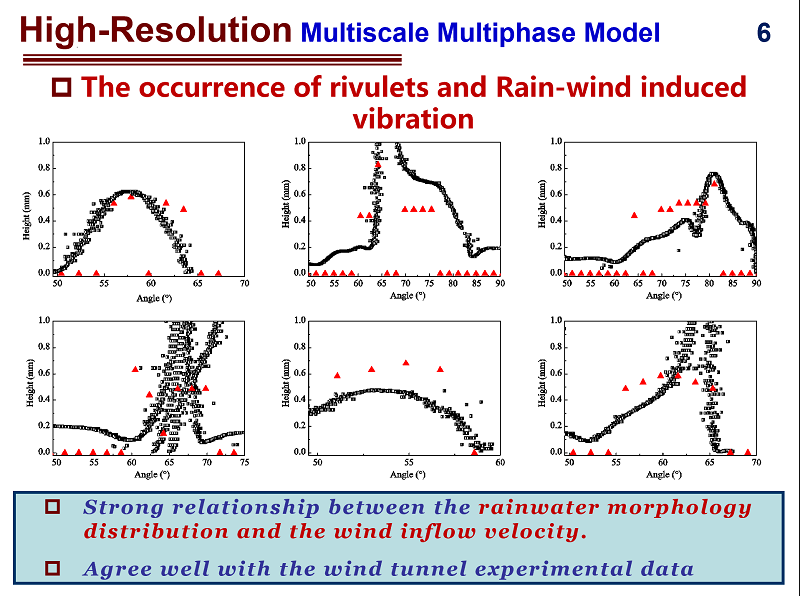 High-Resolution Multiscale Multiphase Model 6
The occurrence of rivulets and Rain-wind induced
vibration
1.0
0.8
0.6
0.4
0.2
0.0
Height (mm)
50 55 60 65 70
Angle (°)
1.0
0.8
0.6
0.4
0.2
0.0
Height (mm)
50 55 60 65 70 75 80 85 90
Angle (°)
1.0
0.8
0.6
0.4
0.2
0.0
Height (mm)
50 55 60 65 70 75 80 85 90
Angle (°)
1.0
0.8
0.6
0.4
0.2
0.0
Height (mm)
50 55 60 65 70 75
Angle (°)
1.0
0.8
0.6
0.4
0.2
0.0
Height (mm)
50 55 60
Angle (°)
1.0
0.8
0.6
0.4
0.2
0.0
Height (mm)
50 55 60 65 70
Angle (°)
Strong relationship between the rainwater morphology
distribution and the wind inflow velocity.
Agree well with the wind tunnel experimental data